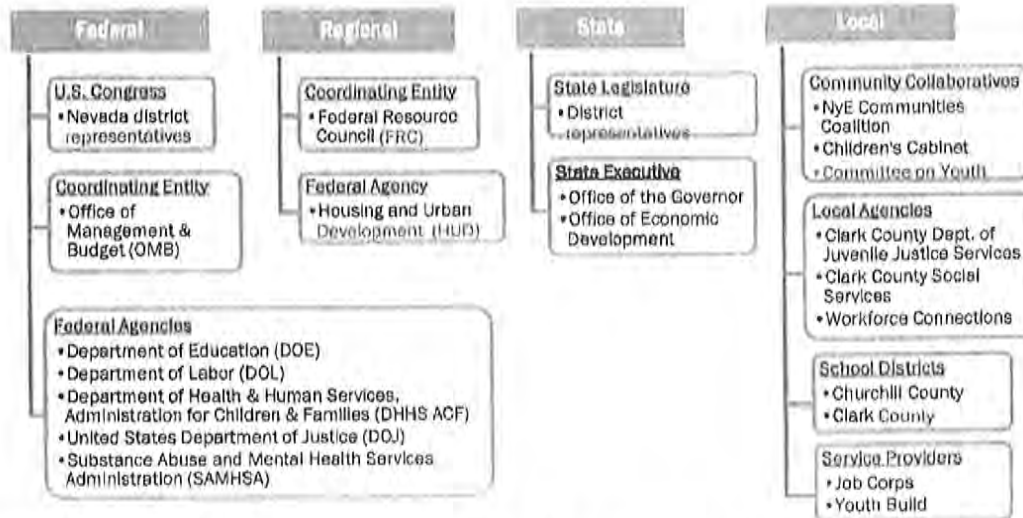 Federal
U.S. Congress
• Nevada district
representatives
Coordinating Entity
• Office of
Management &
Budget (OMB)
Federal Agencies
• Department of Education (DOE)
• Department of Labor (DOL)
• Department of Health & Human Services,
Administration for Children & Families (DHHS ACF)
• United States Department of Justice (DOJ)
• Substance Abuse and Mental Health Services
Administration (SAMHSA)
Regional
Coordinating Entity
• Federal Resource
Council (FRC)
Federal Agency
• Housing and Urban
Development (HUD)
State
State Legislature
• District
representatives
State Executive
• Office of the Governor
• Office of Economic
Development
Local
Community Collaboratives
• NyE Communities
Coalition
• Children's Cabinet
• Committee on Youth
Local Agencies
• Clark County Dept. of
Juvenile Justice Services
• Clark County Social
Services
• Workforce Connections
School Districts
• Churchill County
• Clark County
Service Providers
• Job Corps
• Youth Build